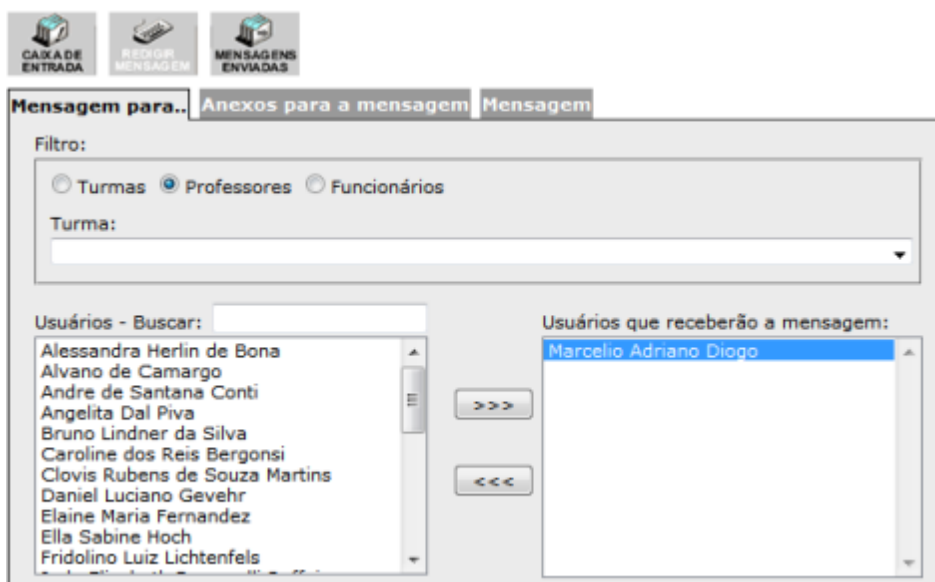 CAIXA DE
ENTRADA
REDIGIR
MENSAGEM
MENSAGENS
ENVIADAS
Mensagem para.. Anexos para a mensagem Mensagem
Filtro:
Turmas Professores Funcionários
Turma:
Usuários - Buscar:
Alessandra Herlin de Bona
Alvano de Camargo
Andre de Santana Conti
Angelita Dal Piva
Bruno Lindner da Silva
Caroline dos Reis Bergonsi
Clovis Rubens de Souza Martins
Daniel Luciano Gevehr
Elaine Maria Fernandez
Ella Sabine Hoch
Fridolino Luiz Lichtenfels
>>>
<<<
Usuários que receberão a mensagem:
Marcelio Adriano Diogo